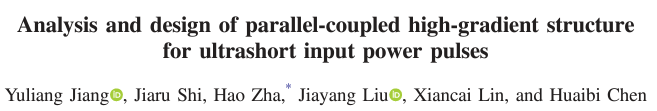 Analysis and design of parallel-coupled high-gradient structure
for ultrashort input power pulses
Yuliang Jiang, Jiaru Shi, Hao Zha,* Jiayang Liu, Xiancai Lin, and Huaibi Chen